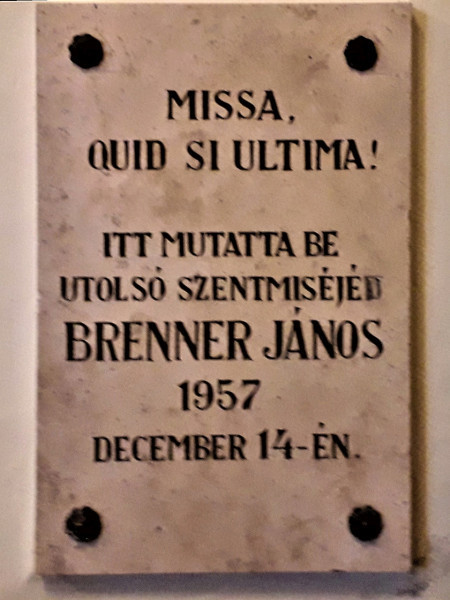 MISSA,
QUID SI ULTIMA!
ITT MUTATTA BE
UTOLSÓ SZENTMISÉJÉT
BRENNER JÁNOS
1957
DECEMBER 14-ÉN.